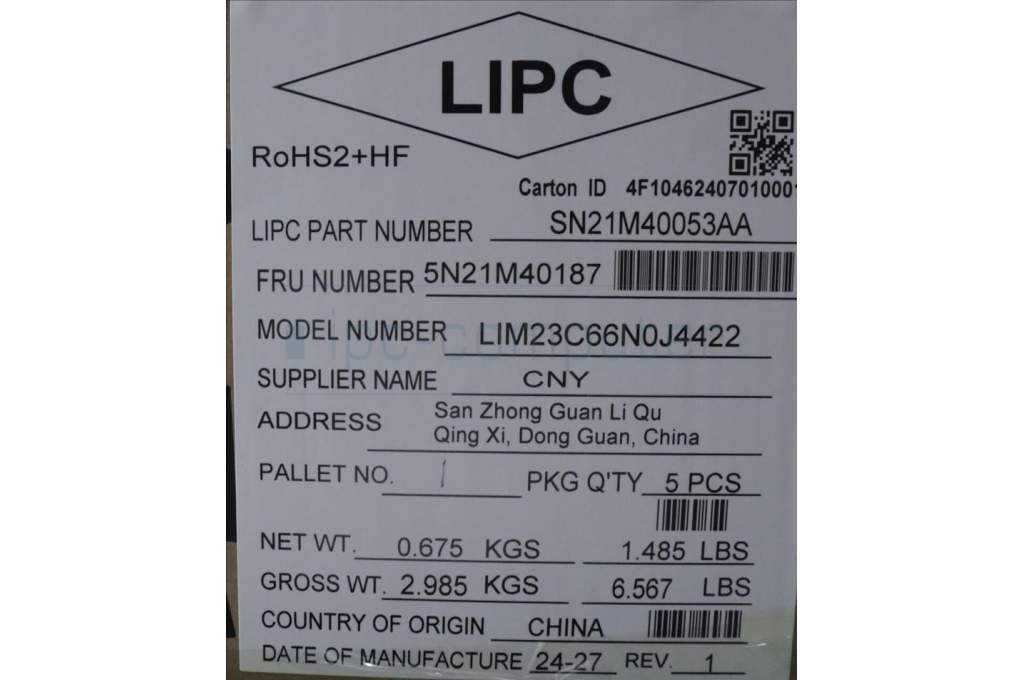 LIPC
RoHS2+HF
Carton ID 4F10462407010001
LIPC PART NUMBER SN21M40053AA
FRU NUMBER 5N21M40187
MODEL NUMBER LIM23C66N0J4422
ipc-computer
SUPPLIER NAME CNY
ADDRESS San Zhong Guan Li Qu
Qing Xi, Dong Guan, China
PALLET NO. 1 PKG Q'TY 5 PCS
NET WT. 0.675 KGS 1.485 LBS
GROSS WT. 2.985 KGS 6.567 LBS
COUNTRY OF ORIGIN CHINA
DATE OF MANUFACTURE 24-27 REV. 1